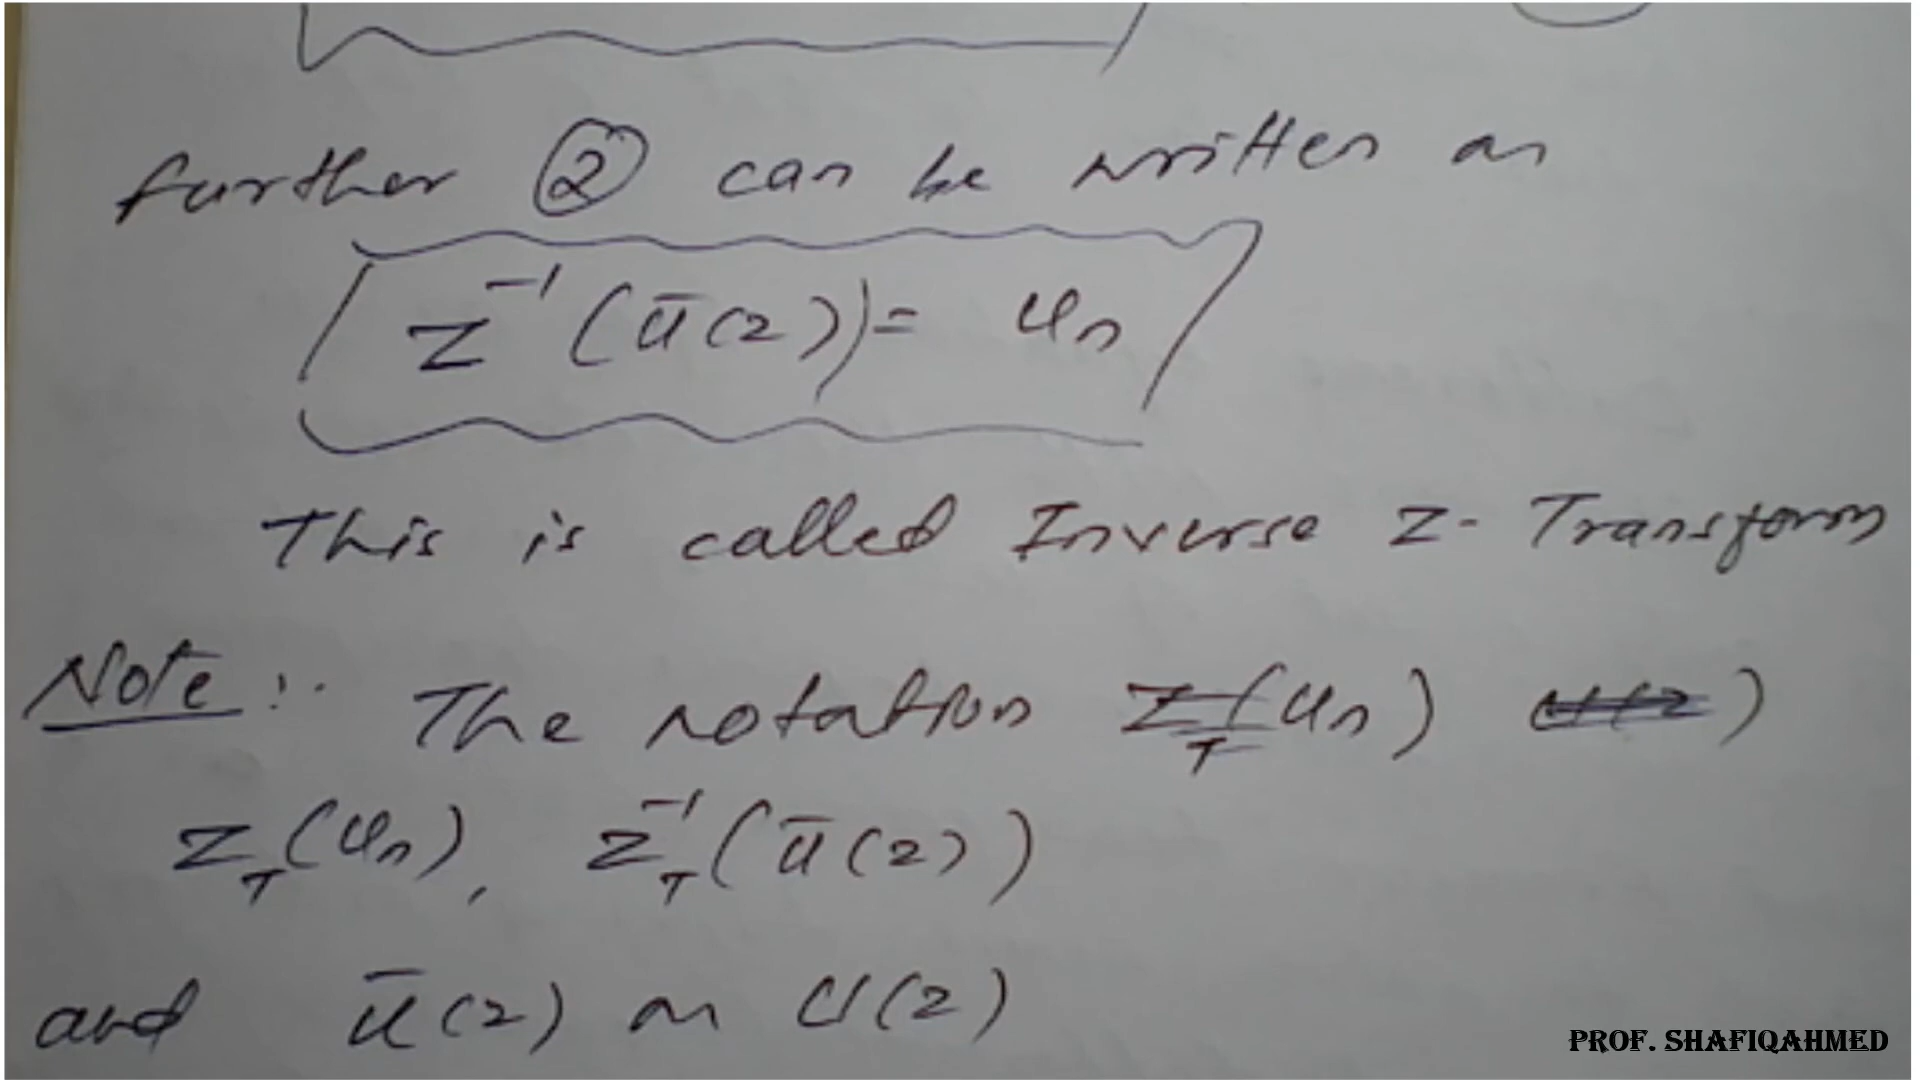 further ② can be written as
Z⁻¹(ū(z)) = uₙ
This is called Inverse Z-Transform
Note:- The notation Z_T(uₙ)
Z_T(uₙ), Z_T⁻¹(ū(z))
and ū(z) as U(z)
PROF. SHAFIQAHMED